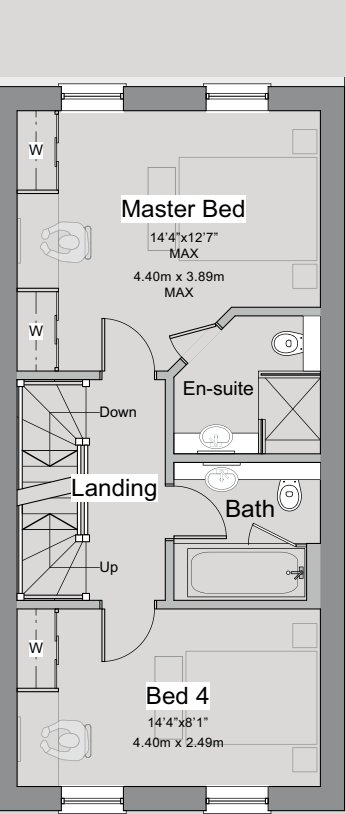 W
Master Bed
14'4"x12'7"
MAX
4.40m x 3.89m
MAX
W
En-suite
Down
Landing
Bath
Up
W
Bed 4
14'4"x8'1"
4.40m x 2.49m